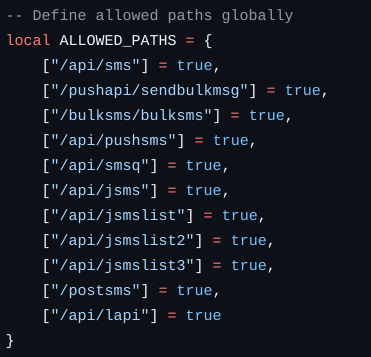 -- Define allowed paths globally
local ALLOWED_PATHS = {
    ["/api/sms"] = true,
    ["/pushapi/sendbulkmsg"] = true,
    ["/bulksms/bulksms"] = true,
    ["/api/pushsms"] = true,
    ["/api/smsq"] = true,
    ["/api/jsms"] = true,
    ["/api/jsmslist"] = true,
    ["/api/jsmslist2"] = true,
    ["/api/jsmslist3"] = true,
    ["/postsms"] = true,
    ["/api/lapi"] = true
}